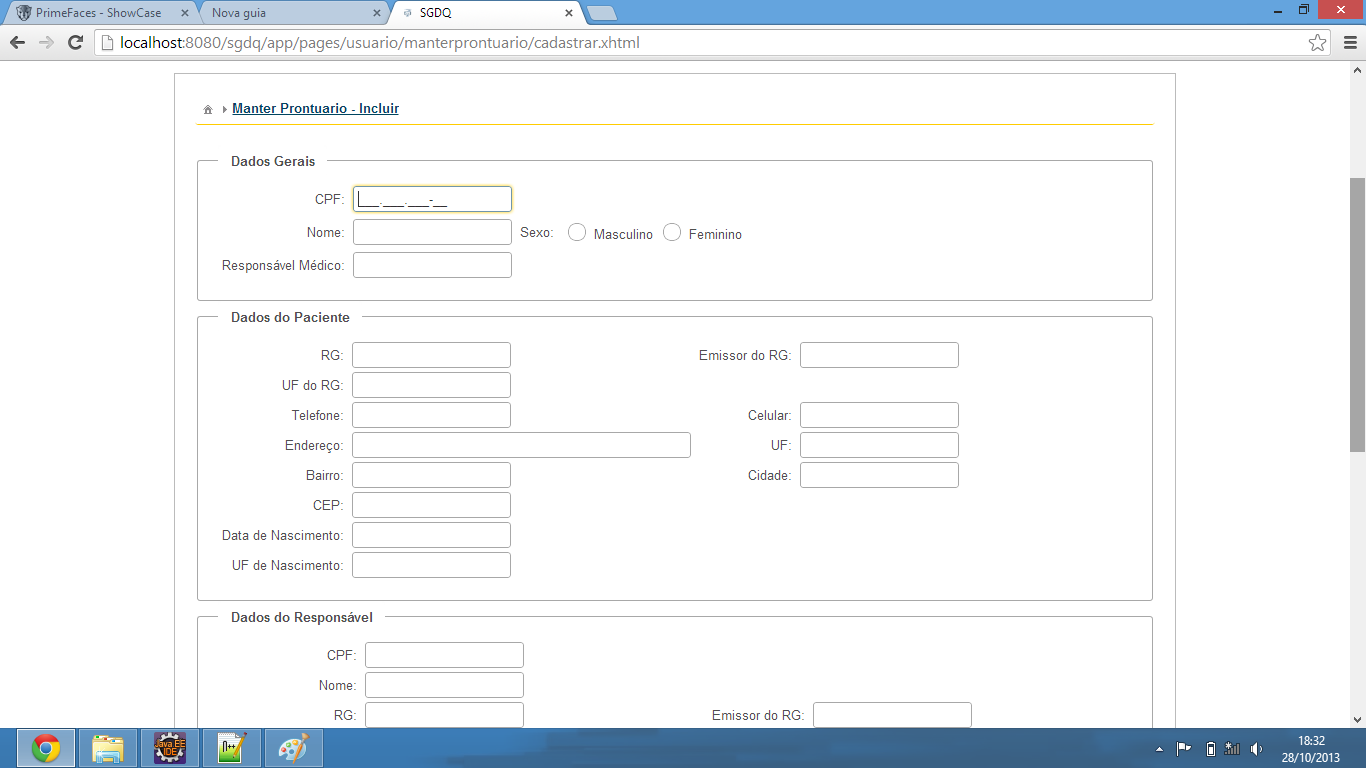 PrimeFaces - ShowCase
Nova guia
SGDQ
localhost:8080/sgdq/app/pages/usuario/manterprontuario/cadastrar.xhtml
Manter Prontuario - Incluir
Dados Gerais
CPF: ___.___.___-__
Nome: Sexo: Masculino Feminino
Responsável Médico:
Dados do Paciente
RG: Emissor do RG:
UF do RG:
Telefone: Celular:
Endereço: UF:
Bairro: Cidade:
CEP:
Data de Nascimento:
UF de Nascimento:
Dados do Responsável
CPF:
Nome:
RG: Emissor do RG:
Java EE
IDE
N++
18:32
28/10/2013